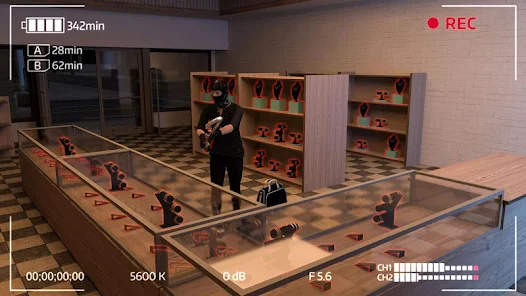 342min
REC
A 28min
B 62min
00;00;00;00
5600 K
0 dB
F 5.6
CH1
CH2